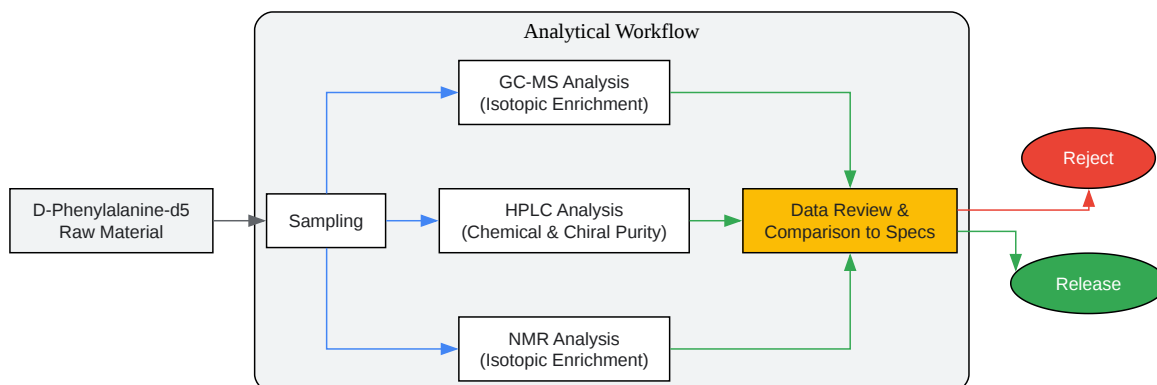 Analytical Workflow
GC-MS Analysis
(Isotopic Enrichment)
D-Phenylalanine-d5
Raw Material
Sampling
HPLC Analysis
(Chemical & Chiral Purity)
Data Review &
Comparison to Specs
Reject
Release
NMR Analysis
(Isotopic Enrichment)